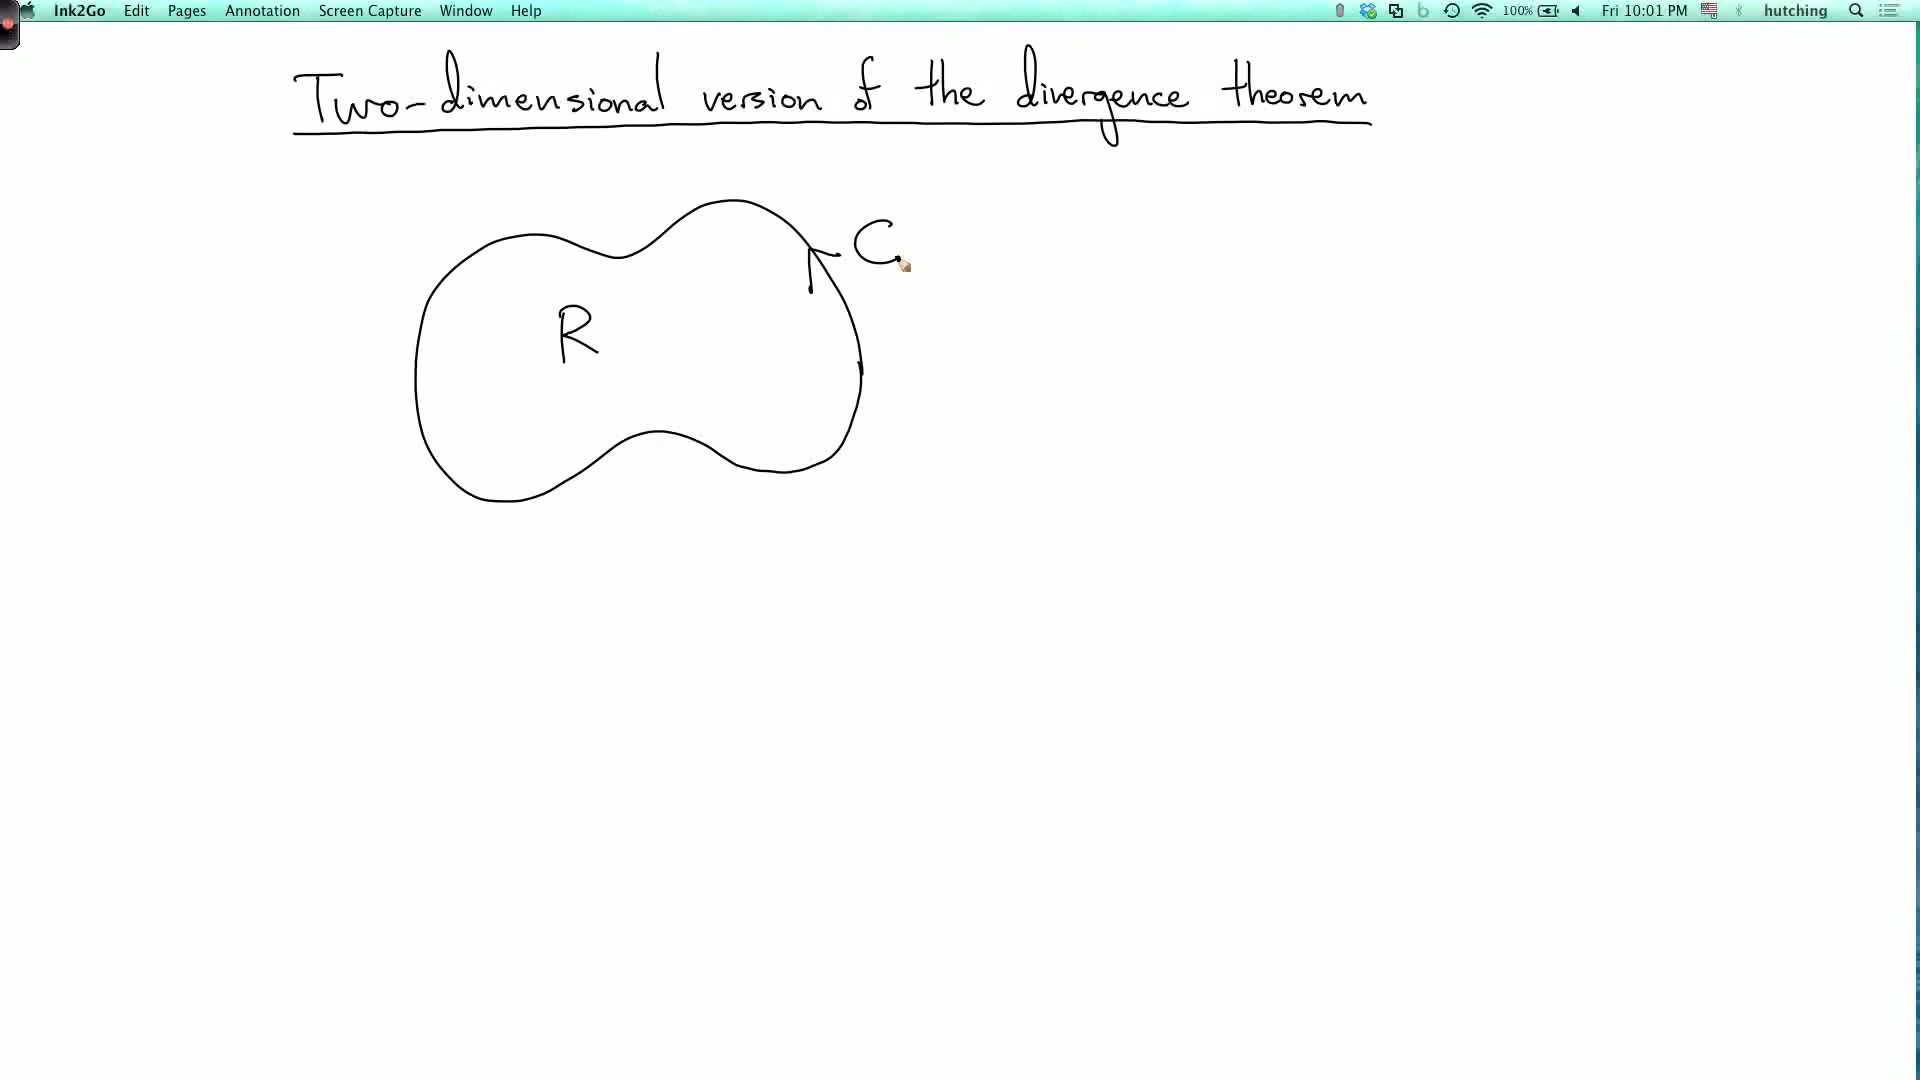 Ink2Go Edit Pages Annotation Screen Capture Window Help 100% Fri 10:01 PM hutching
Two-dimensional version of the divergence theorem
C
R